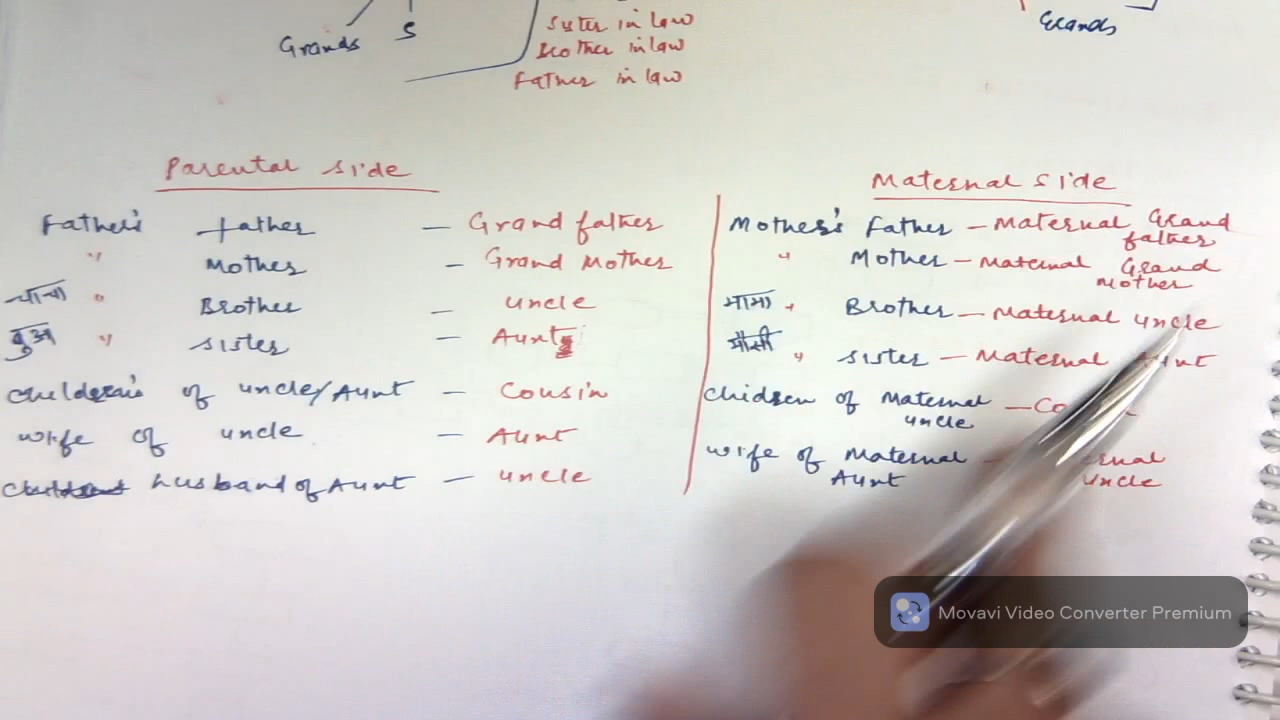 Grands S
Sister in law
Brother in law
Father in law
Grands
Parental side
Father's father — Grand father
" Mother — Grand Mother
चाचा " Brother — uncle
बुआ " sister — Aunt
of uncle/Aunt — Cousin
wife of uncle — Aunt
husband of Aunt — uncle
Maternal side
Mother's Father — Maternal Grand father
" Mother — Maternal Grand Mother
मामा " Brother — Maternal uncle
मौसी " sister — Maternal
of Maternal uncle
wife of Maternal Aunt — uncle
Movavi Video Converter Premium